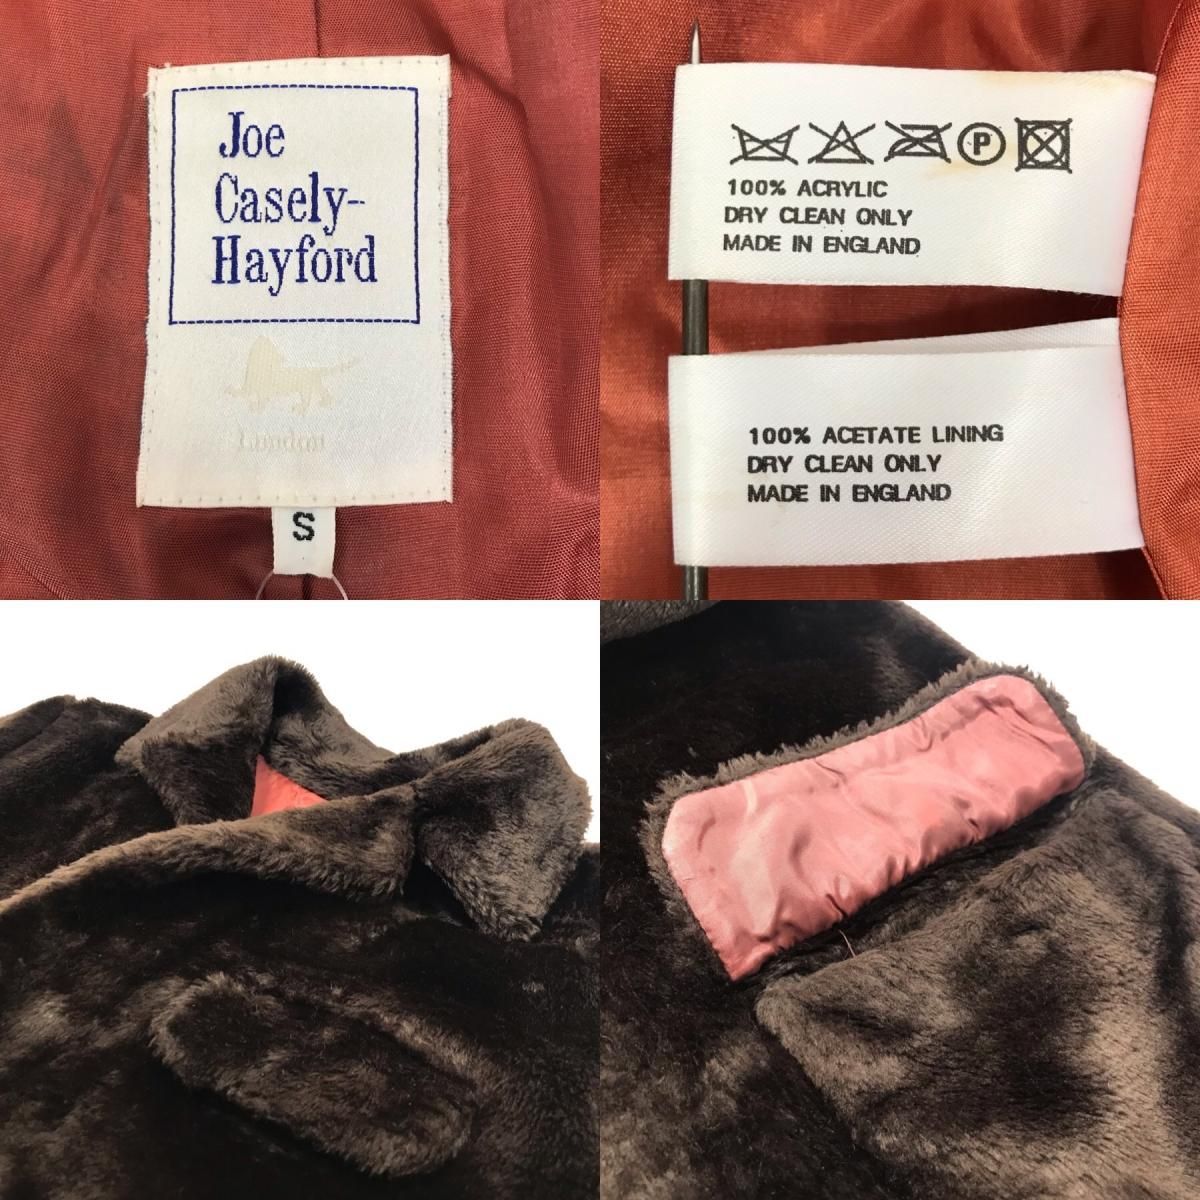 Joe
Casely-
Hayford
London
S
P
100% ACRYLIC
DRY CLEAN ONLY
MADE IN ENGLAND
100% ACETATE LINING
DRY CLEAN ONLY
MADE IN ENGLAND